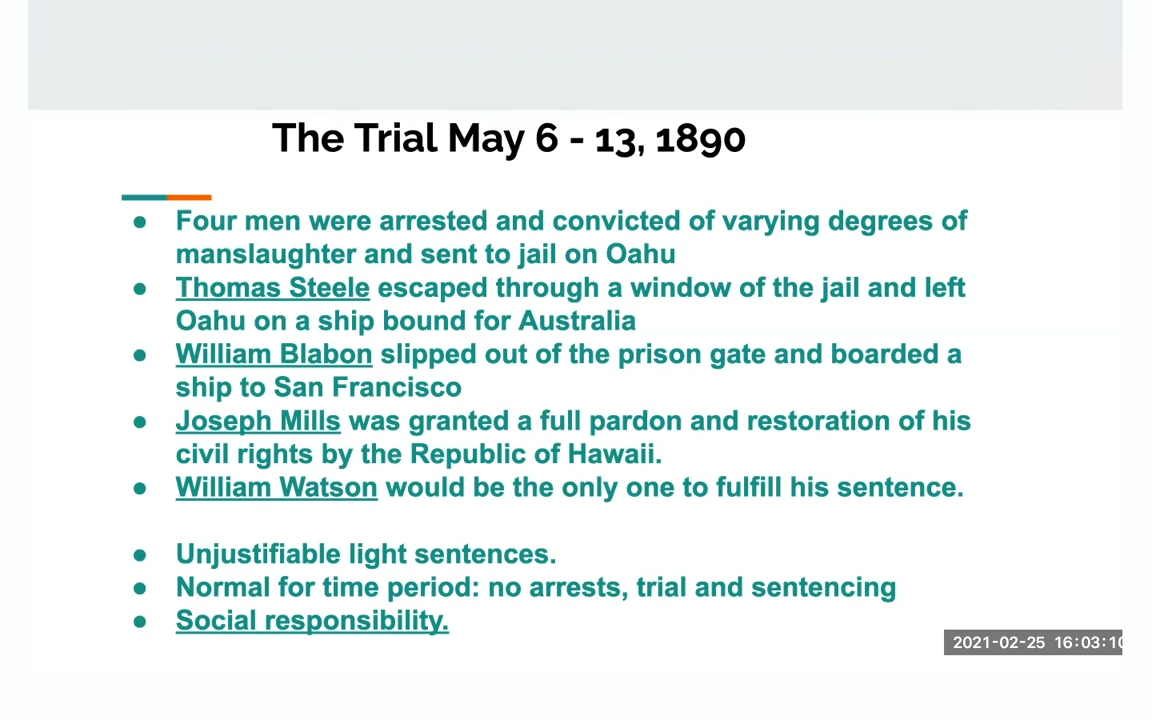 The Trial May 6 - 13, 1890
● Four men were arrested and convicted of varying degrees of
manslaughter and sent to jail on Oahu
● Thomas Steele escaped through a window of the jail and left
Oahu on a ship bound for Australia
● William Blabon slipped out of the prison gate and boarded a
ship to San Francisco
● Joseph Mills was granted a full pardon and restoration of his
civil rights by the Republic of Hawaii.
● William Watson would be the only one to fulfill his sentence.
● Unjustifiable light sentences.
● Normal for time period: no arrests, trial and sentencing
● Social responsibility.
2021-02-25 16:03:10